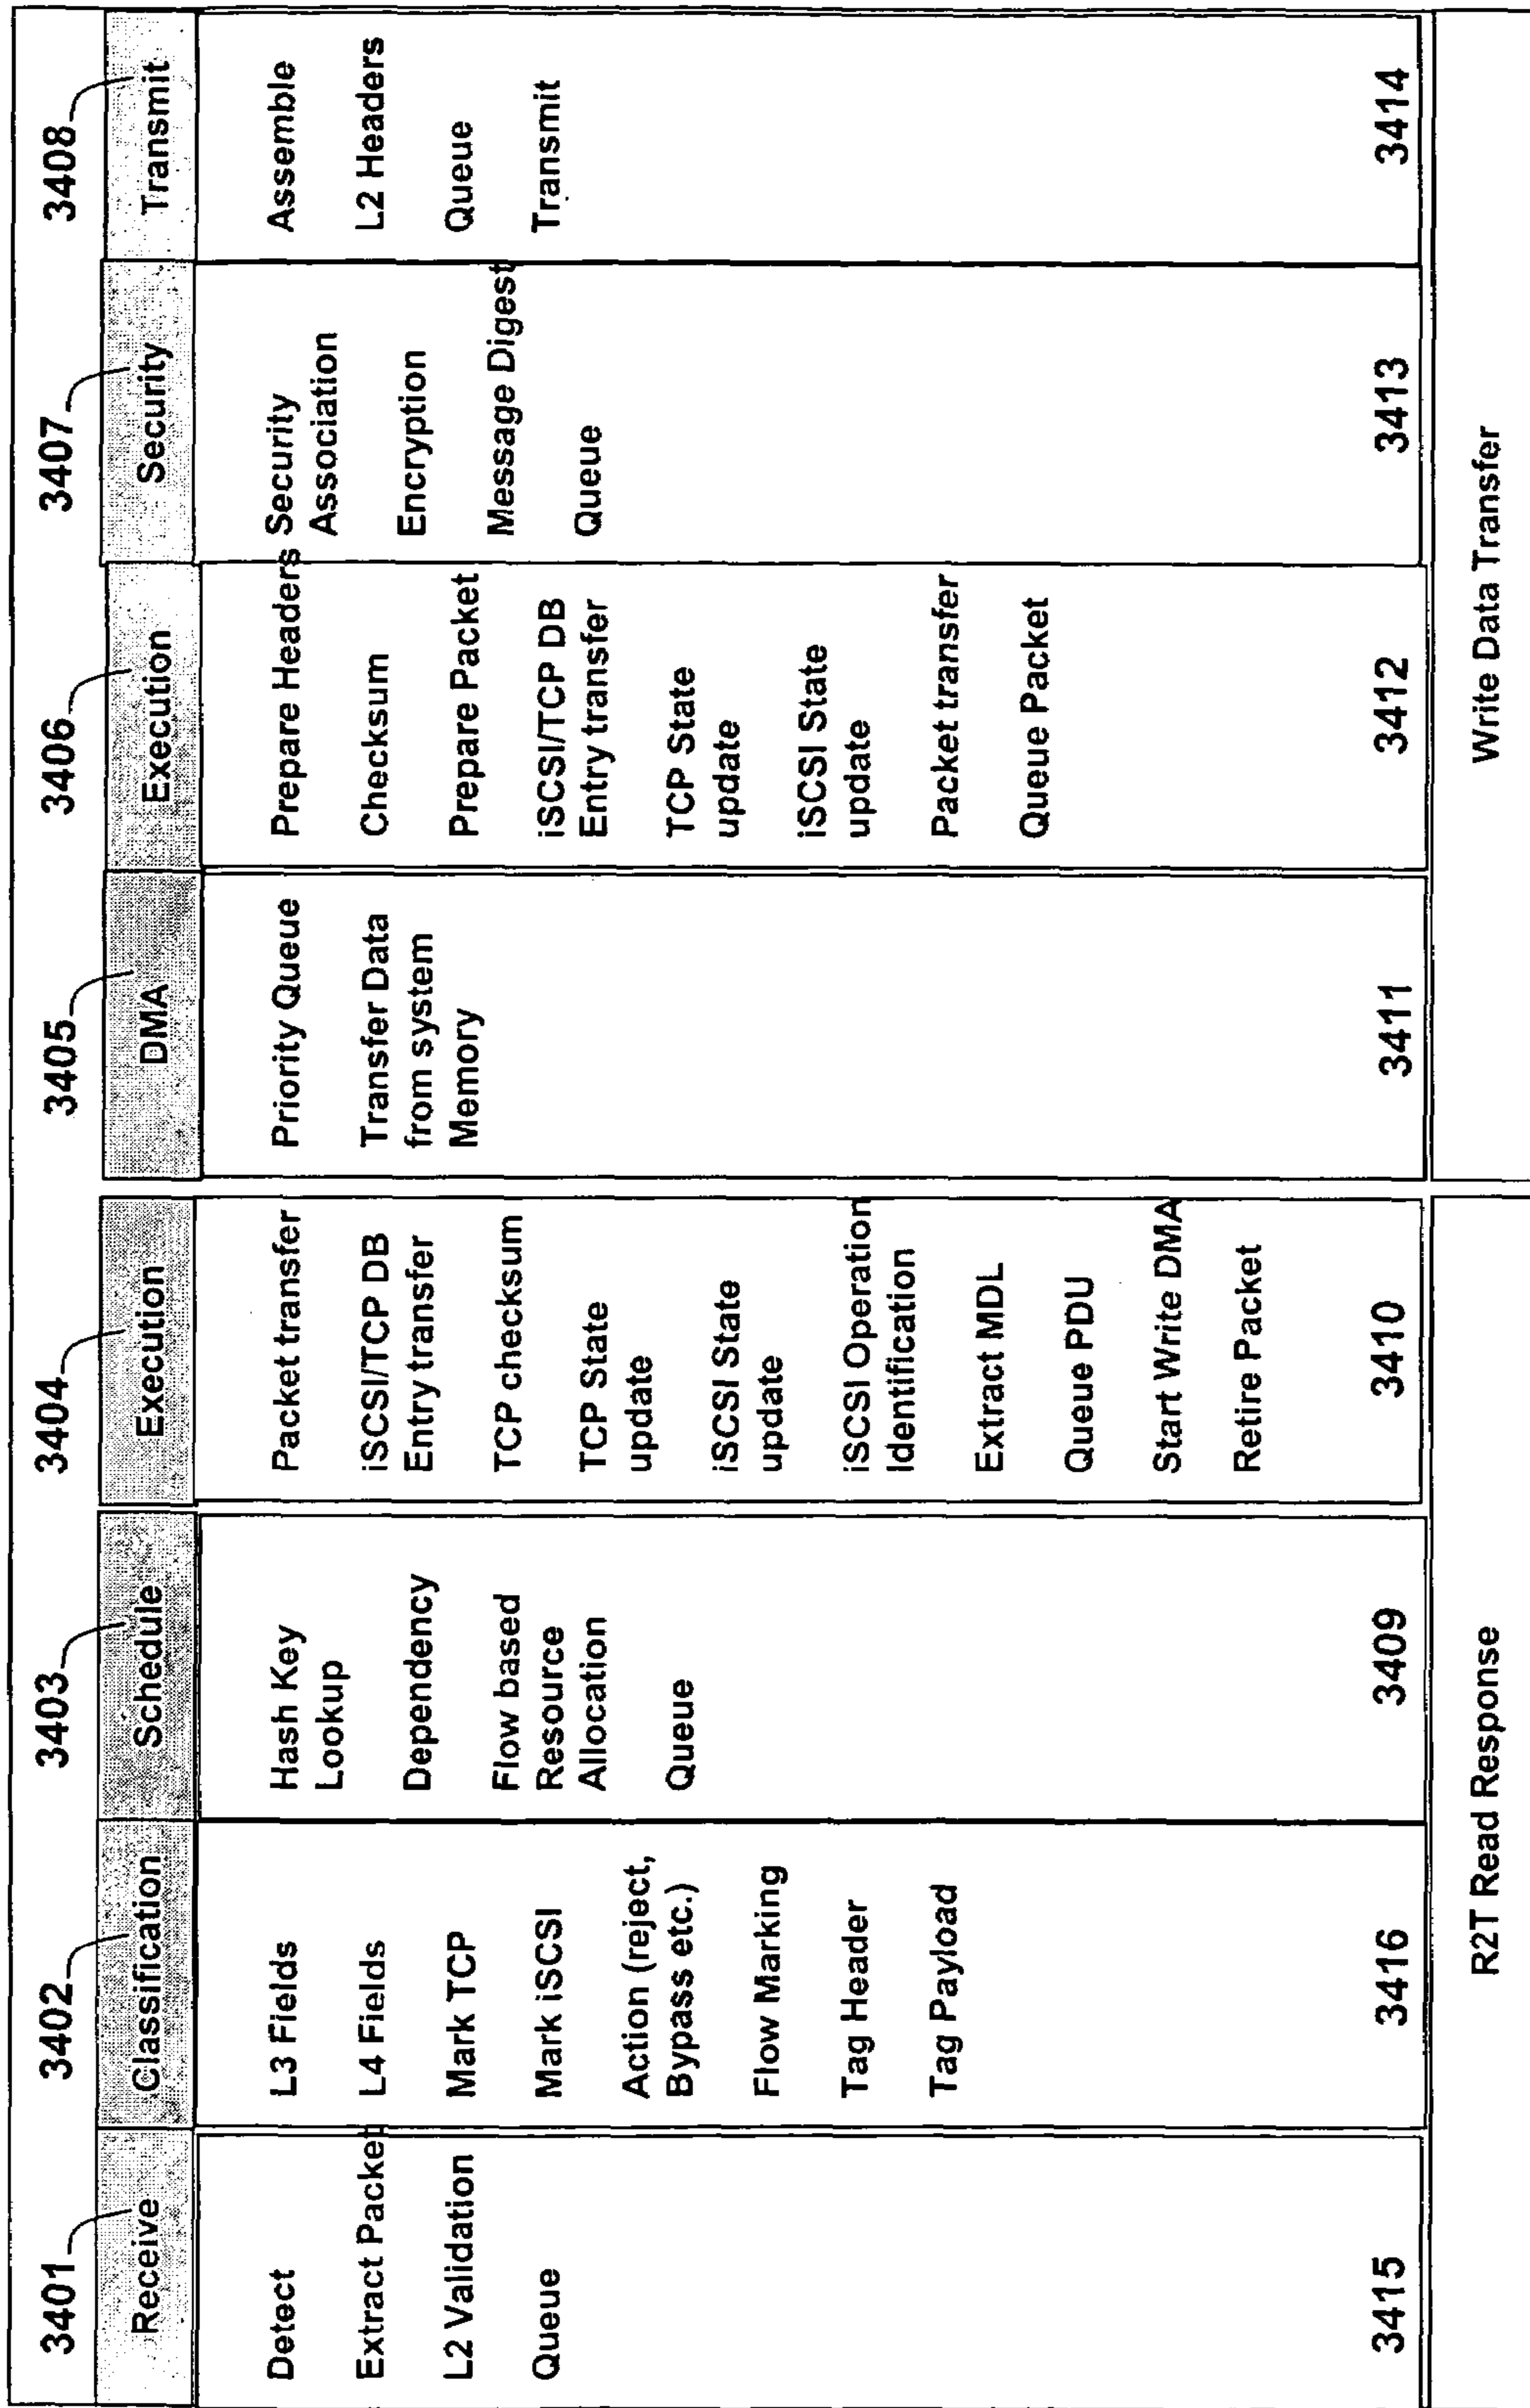 3401
3402
3403
3404
3405
3406
3407
3408
Receive
Classification
Schedule
Execution
DMA
Execution
Security
Transmit
Detect
Extract Packet
L2 Validation
Queue
3415
L3 Fields
L4 Fields
Mark TCP
Mark iSCSI
Action (reject,
Bypass etc.)
Flow Marking
Tag Header
Tag Payload
3416
Hash Key
Lookup
Dependency
Flow based
Resource
Allocation
Queue
3409
Packet transfer
iSCSI/TCP DB
Entry transfer
TCP checksum
TCP State
update
iSCSI State
update
iSCSI Operation
Identification
Extract MDL
Queue PDU
Start Write DMA
Retire Packet
3410
Priority Queue
Transfer Data
from system
Memory
3411
Prepare Headers
Checksum
Prepare Packet
iSCSI/TCP DB
Entry transfer
TCP State
update
iSCSI State
update
Packet transfer
Queue Packet
3412
Security
Association
Encryption
Message Digest
Queue
3413
Assemble
L2 Headers
Queue
Transmit
3414
R2T Read Response
Write Data Transfer